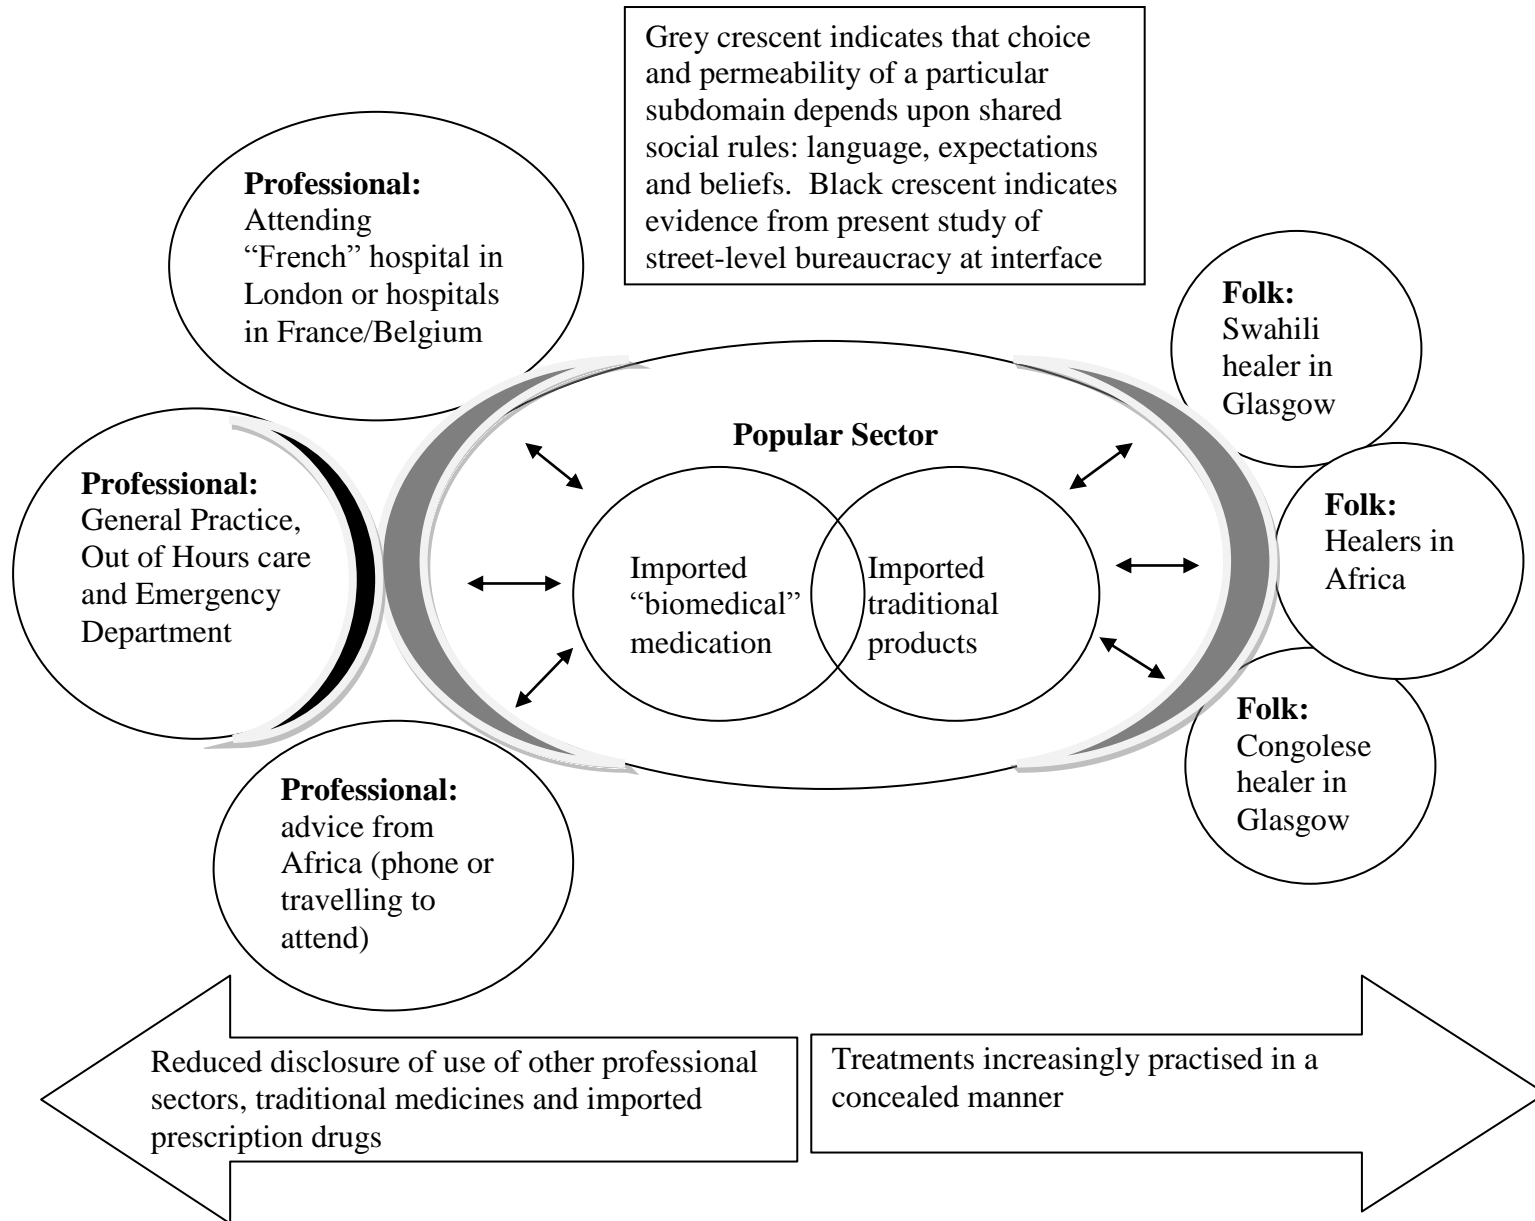 Grey crescent indicates that choice
and permeability of a particular
subdomain depends upon shared
social rules: language, expectations
and beliefs.  Black crescent indicates
evidence from present study of
street-level bureaucracy at interface
Professional:
Attending
“French” hospital in
London or hospitals
in France/Belgium
Folk:
Swahili
healer in
Glasgow
Popular Sector
Professional:
General Practice,
Out of Hours care
and Emergency
Department
Imported
“biomedical”
medication
Imported
traditional
products
Folk:
Healers in
Africa
Folk:
Congolese
healer in
Glasgow
Professional:
advice from
Africa (phone or
travelling to
attend)
Reduced disclosure of use of other professional
sectors, traditional medicines and imported
prescription drugs
Treatments increasingly practised in a
concealed manner